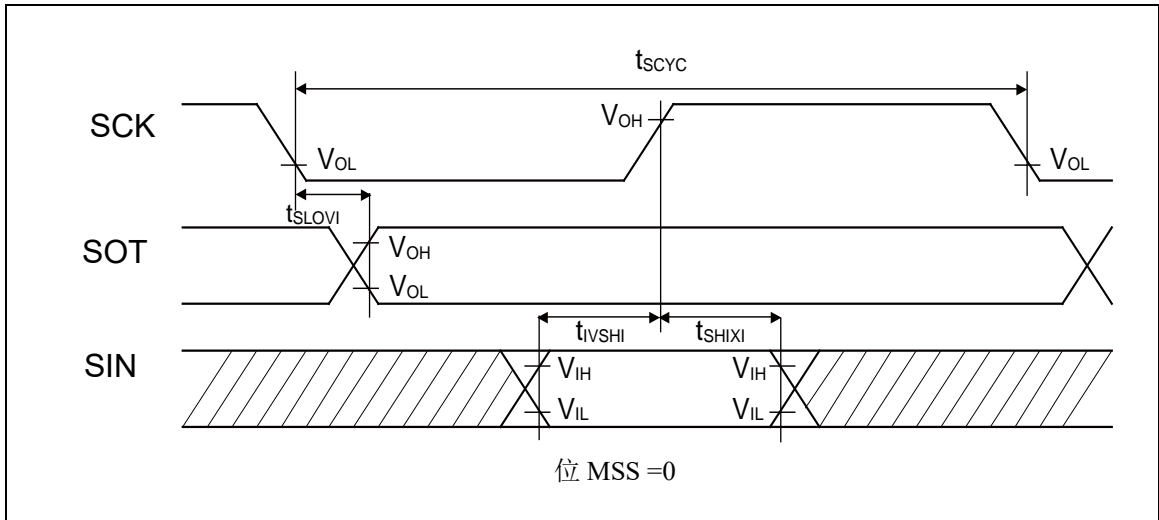 tSCYC
SCK
VOH
VOL
VOL
tSLOVI
SOT
VOH
VOL
tIVSHI
tSHIXI
SIN
VIH
VIH
VIL
VIL
位 MSS =0